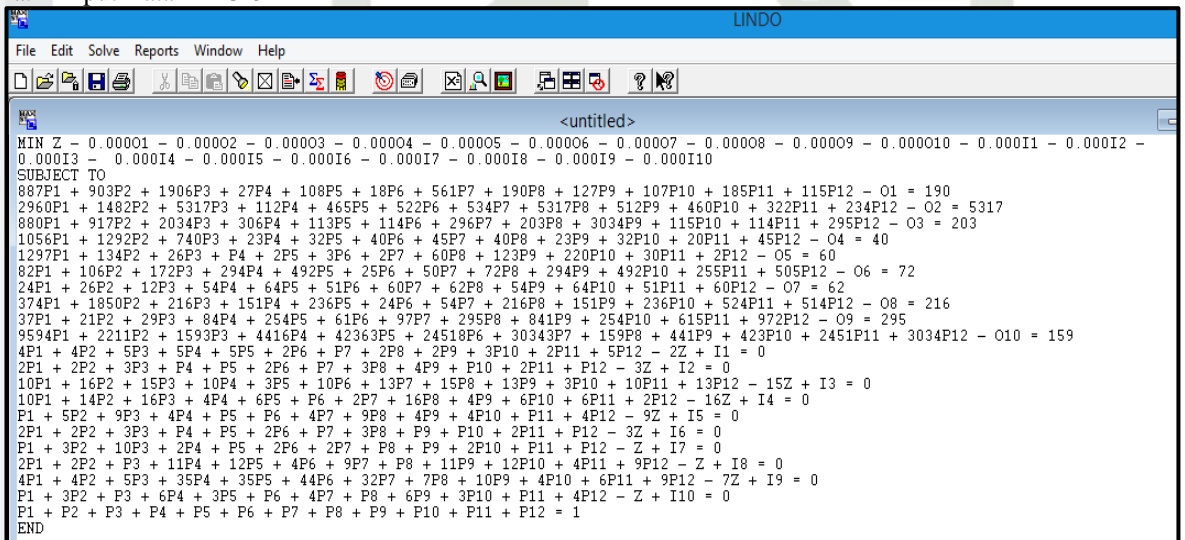 LINDO
File Edit Solve Reports Window Help
<untitled>
MIN Z - 0.00001 - 0.00002 - 0.00003 - 0.00004 - 0.00005 - 0.00006 - 0.00007 - 0.00008 - 0.00009 - 0.000O10 - 0.000I1 - 0.000I2 -
0.000I3 - 0.000I4 - 0.000I5 - 0.000I6 - 0.000I7 - 0.000I8 - 0.000I9 - 0.000I10
SUBJECT TO
887P1 + 903P2 + 1906P3 + 27P4 + 108P5 + 18P6 + 561P7 + 190P8 + 127P9 + 107P10 + 185P11 + 115P12 - O1 = 190
2960P1 + 1482P2 + 5317P3 + 112P4 + 465P5 + 522P6 + 534P7 + 5317P8 + 512P9 + 460P10 + 322P11 + 234P12 - O2 = 5317
880P1 + 917P2 + 2034P3 + 306P4 + 113P5 + 114P6 + 296P7 + 203P8 + 3034P9 + 115P10 + 114P11 + 295P12 - O3 = 203
1056P1 + 1292P2 + 740P3 + 23P4 + 32P5 + 40P6 + 45P7 + 40P8 + 23P9 + 32P10 + 20P11 + 45P12 - O4 = 40
1297P1 + 134P2 + 26P3 + P4 + 2P5 + 3P6 + 2P7 + 60P8 + 123P9 + 220P10 + 30P11 + 2P12 - O5 = 60
82P1 + 106P2 + 172P3 + 294P4 + 492P5 + 25P6 + 50P7 + 72P8 + 294P9 + 492P10 + 255P11 + 505P12 - O6 = 72
24P1 + 26P2 + 12P3 + 54P4 + 64P5 + 51P6 + 60P7 + 62P8 + 54P9 + 64P10 + 51P11 + 60P12 - O7 = 62
374P1 + 1850P2 + 216P3 + 151P4 + 236P5 + 24P6 + 54P7 + 216P8 + 151P9 + 236P10 + 524P11 + 514P12 - O8 = 216
37P1 + 21P2 + 29P3 + 84P4 + 254P5 + 61P6 + 97P7 + 295P8 + 841P9 + 254P10 + 615P11 + 972P12 - O9 = 295
9594P1 + 2211P2 + 1593P3 + 4416P4 + 42363P5 + 24518P6 + 30343P7 + 159P8 + 441P9 + 423P10 + 2451P11 + 3034P12 - O10 = 159
4P1 + 4P2 + 5P3 + 5P4 + 5P5 + 2P6 + P7 + 2P8 + 2P9 + 3P10 + 2P11 + 5P12 - 2Z + I1 = 0
2P1 + 2P2 + 3P3 + P4 + P5 + 2P6 + P7 + 3P8 + 4P9 + P10 + 2P11 + P12 - 3Z + I2 = 0
10P1 + 16P2 + 15P3 + 10P4 + 3P5 + 10P6 + 13P7 + 15P8 + 13P9 + 3P10 + 10P11 + 13P12 - 15Z + I3 = 0
10P1 + 14P2 + 16P3 + 4P4 + 6P5 + P6 + 2P7 + 16P8 + 4P9 + 6P10 + 6P11 + 2P12 - 16Z + I4 = 0
P1 + 5P2 + 9P3 + 4P4 + P5 + P6 + 4P7 + 9P8 + 4P9 + 4P10 + P11 + 4P12 - 9Z + I5 = 0
2P1 + 2P2 + 3P3 + P4 + P5 + 2P6 + P7 + 3P8 + P9 + P10 + 2P11 + P12 - 3Z + I6 = 0
P1 + 3P2 + 10P3 + 2P4 + P5 + 2P6 + 2P7 + P8 + P9 + 2P10 + P11 + P12 - Z + I7 = 0
2P1 + 2P2 + P3 + 11P4 + 12P5 + 4P6 + 9P7 + P8 + 11P9 + 12P10 + 4P11 + 9P12 - Z + I8 = 0
4P1 + 4P2 + 5P3 + 35P4 + 35P5 + 44P6 + 32P7 + 7P8 + 10P9 + 4P10 + 6P11 + 9P12 - 7Z + I9 = 0
P1 + 3P2 + P3 + 6P4 + 3P5 + P6 + 4P7 + P8 + 6P9 + 3P10 + P11 + 4P12 - Z + I10 = 0
P1 + P2 + P3 + P4 + P5 + P6 + P7 + P8 + P9 + P10 + P11 + P12 = 1
END